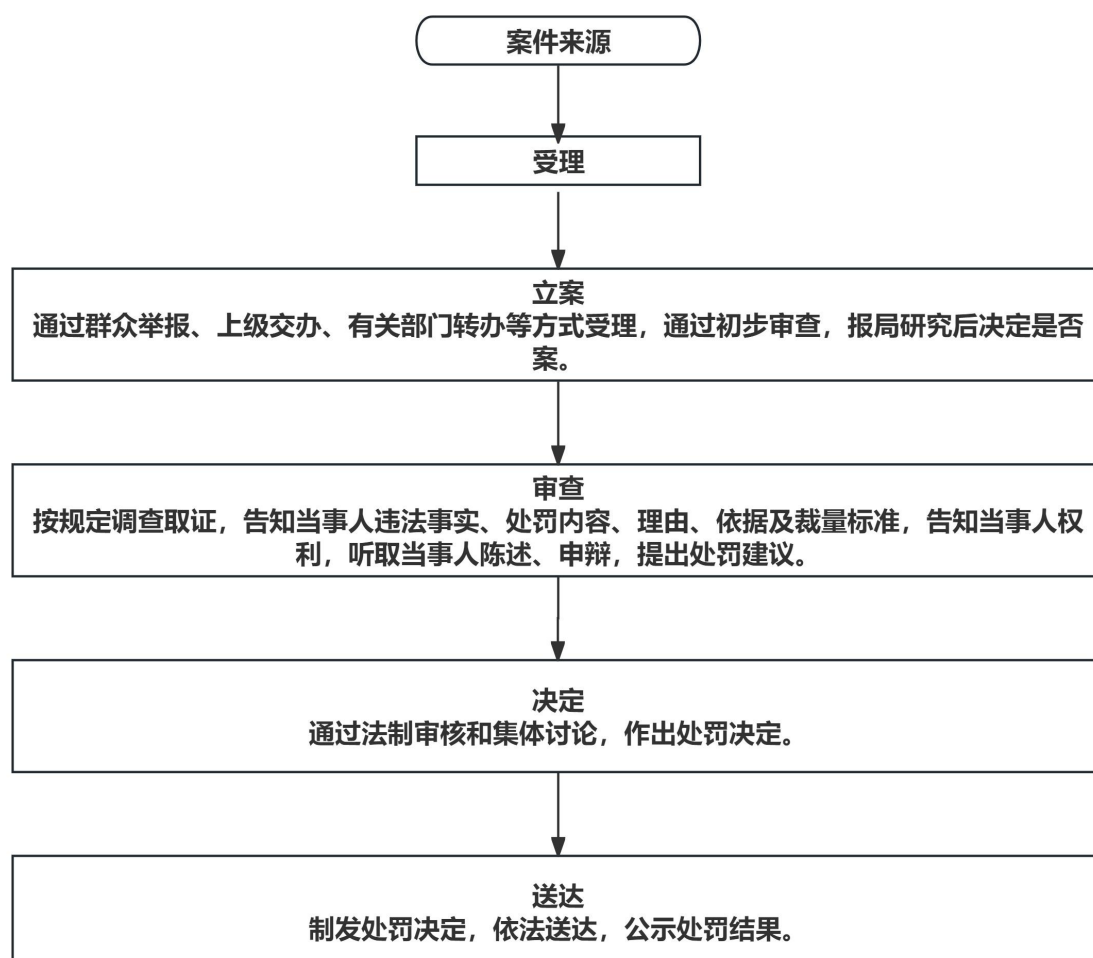 案件来源
受理
立案
通过群众举报、上级交办、有关部门转办等方式受理，通过初步审查，报局研究后决定是否
案。
审查
按规定调查取证，告知当事人违法事实、处罚内容、理由、依据及裁量标准，告知当事人权
利，听取当事人陈述、申辩，提出处罚建议。
决定
通过法制审核和集体讨论，作出处罚决定。
送达
制发处罚决定，依法送达，公示处罚结果。